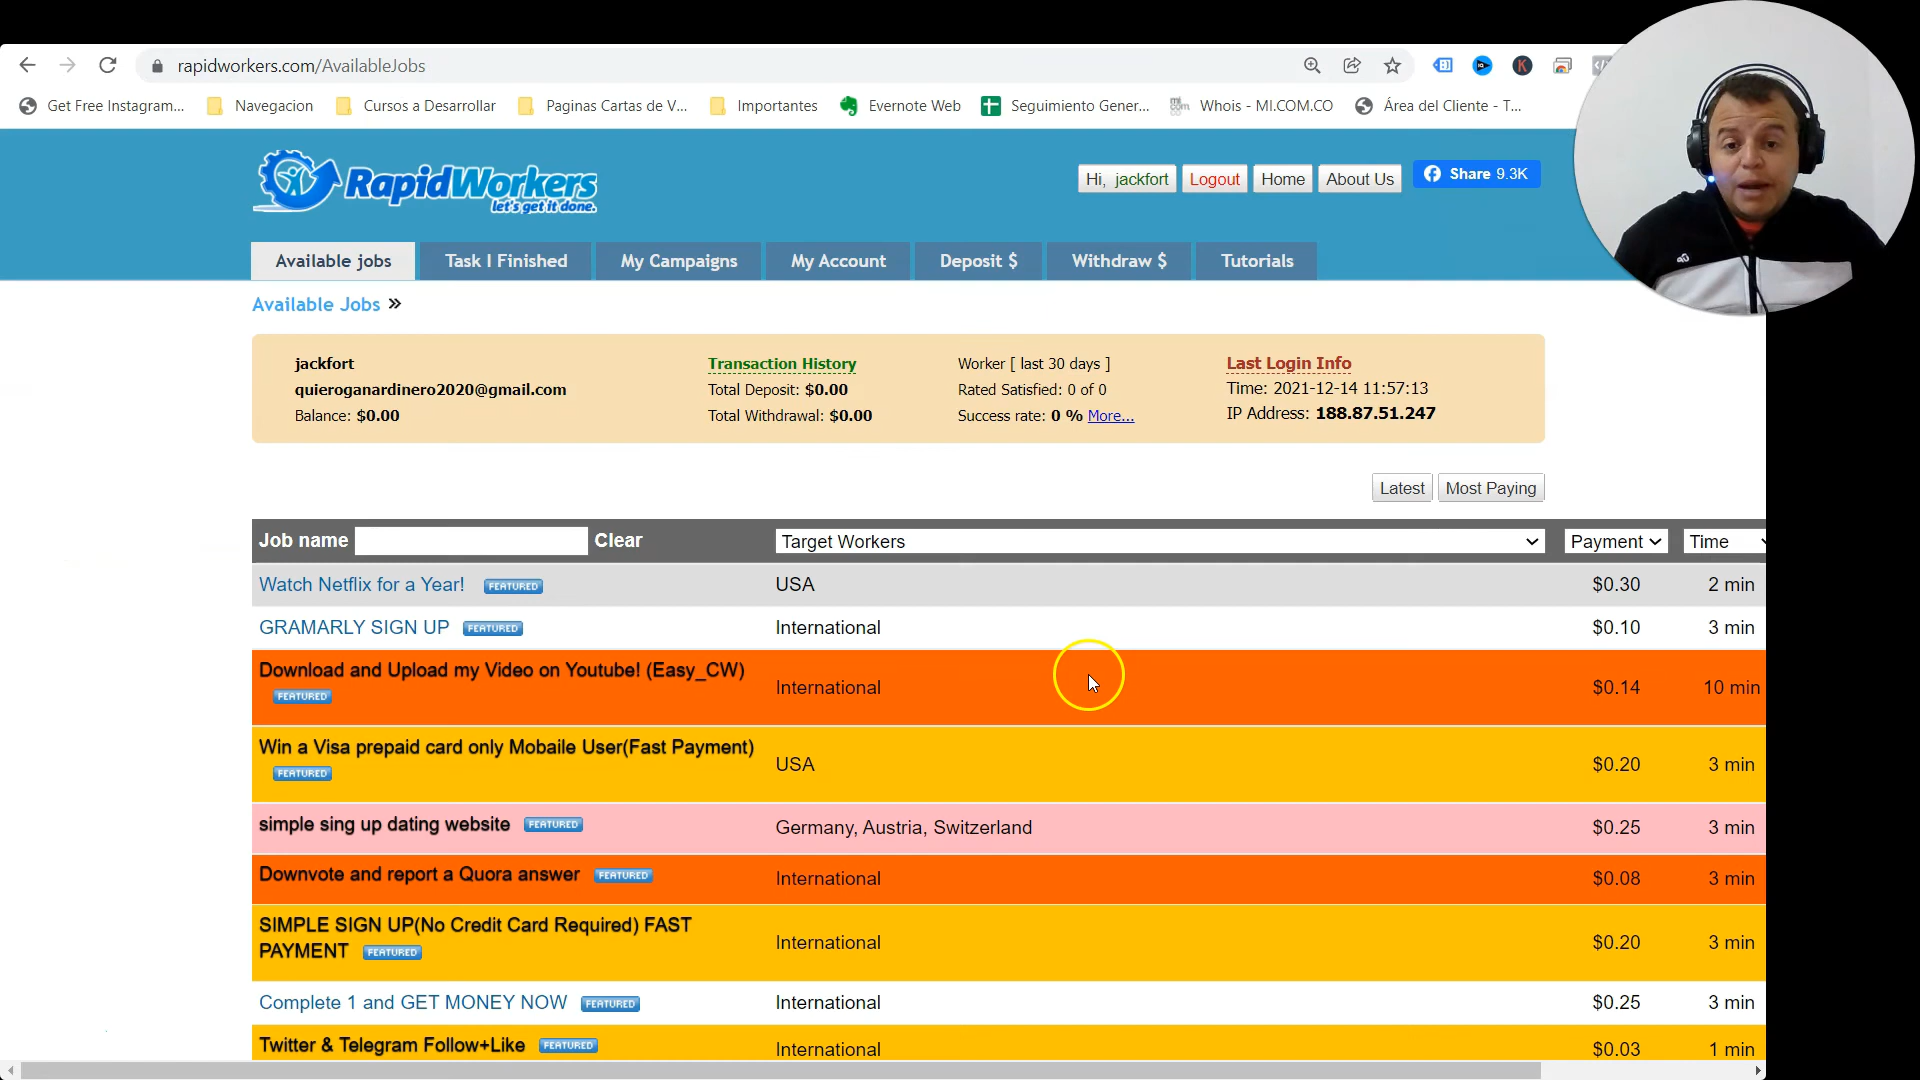 rapidworkers.com/AvailableJobs
Get Free Instagram... Navegacion Cursos a Desarrollar Paginas Cartas de V... Importantes Evernote Web Seguimiento Gener... Whois - MI.COM.CO Área del Cliente - T...
RapidWorkers
let's get it done.
Hi, jackfort Logout Home About Us Share 9.3K
Available jobs Task I Finished My Campaigns My Account Deposit $ Withdraw $ Tutorials
Available Jobs »
jackfort Transaction History Worker [ last 30 days ] Last Login Info
quieroganardinero2020@gmail.com Total Deposit: $0.00 Rated Satisfied: 0 of 0 Time: 2021-12-14 11:57:13
Balance: $0.00 Total Withdrawal: $0.00 Success rate: 0 % More... IP Address: 188.87.51.247
Latest Most Paying
Job name Clear Target Workers Payment Time
Watch Netflix for a Year! FEATURED USA $0.30 2 min
GRAMARLY SIGN UP FEATURED International $0.10 3 min
Download and Upload my Video on Youtube! (Easy_CW)
FEATURED International $0.14 10 min
Win a Visa prepaid card only Mobaile User(Fast Payment)
FEATURED USA $0.20 3 min
simple sing up dating website FEATURED Germany, Austria, Switzerland $0.25 3 min
Downvote and report a Quora answer FEATURED International $0.08 3 min
SIMPLE SIGN UP(No Credit Card Required) FAST
PAYMENT FEATURED International $0.20 3 min
Complete 1 and GET MONEY NOW FEATURED International $0.25 3 min
Twitter & Telegram Follow+Like FEATURED International $0.03 1 min